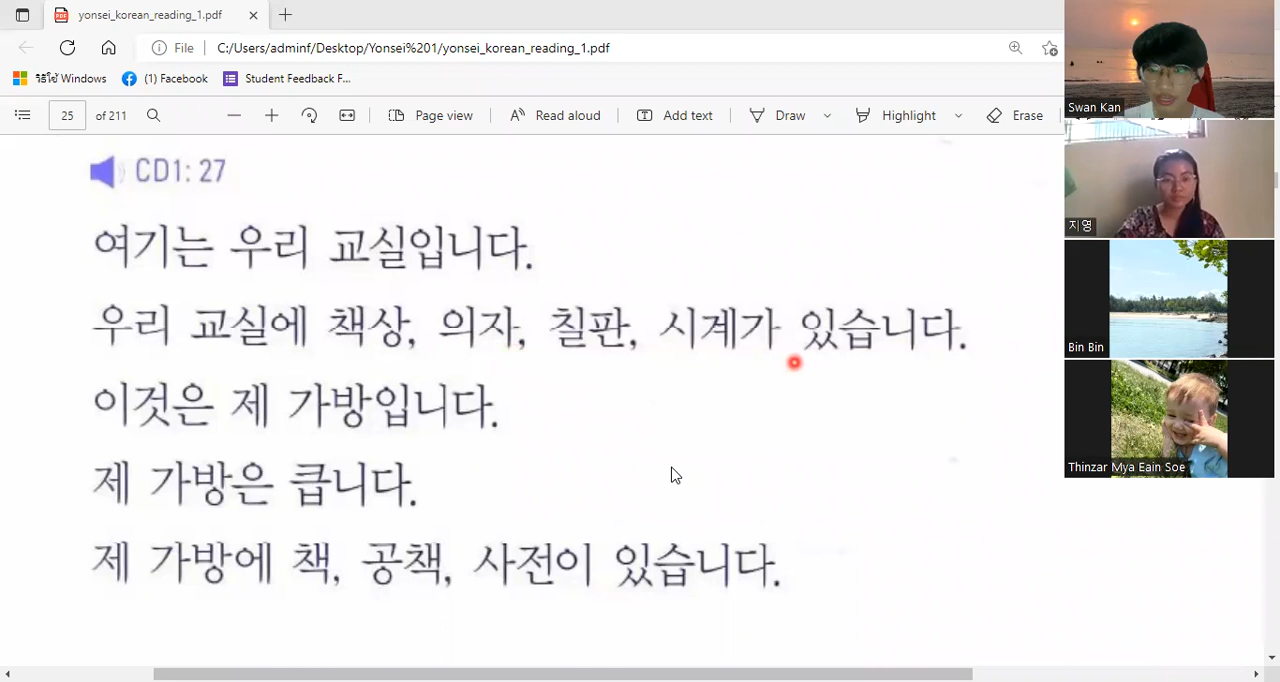 yonsei_korean_reading_1.pdf
File C:/Users/adminf/Desktop/Yonsei%201/yonsei_korean_reading_1.pdf
วิธีใช้ Windows (1) Facebook Student Feedback F...
25 of 211 Page view Read aloud Add text Draw Highlight Erase
CD1: 27
여기는 우리 교실입니다.
우리 교실에 책상, 의자, 칠판, 시계가 있습니다.
이것은 제 가방입니다.
제 가방은 큽니다.
제 가방에 책, 공책, 사전이 있습니다.
Swan Kan
지영
Bin Bin
Thinzar Mya Eain Soe